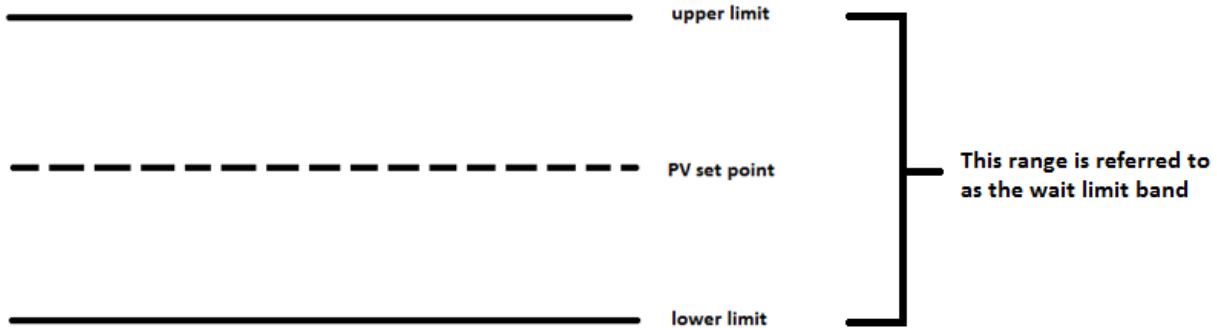 upper limit
PV set point
This range is referred to
as the wait limit band
lower limit